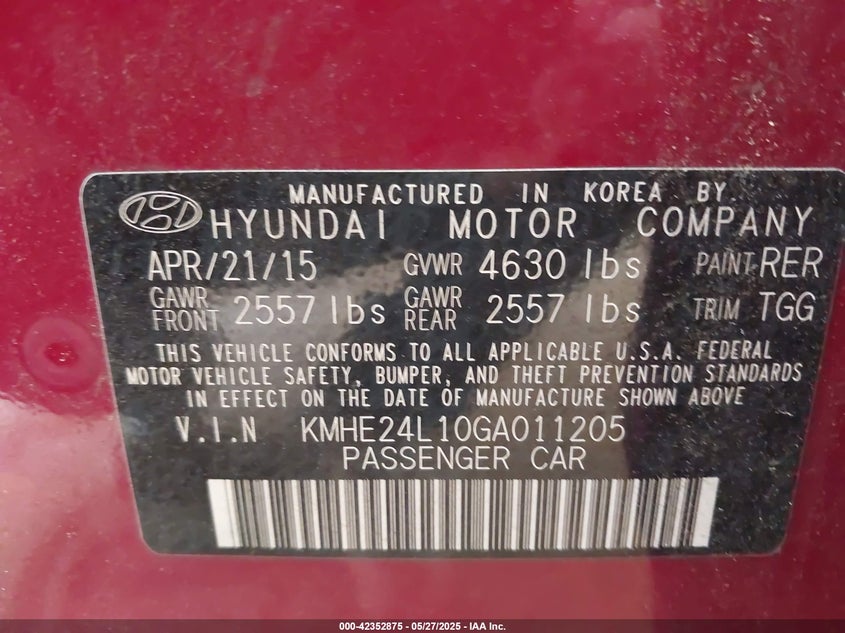 MANUFACTURED IN KOREA BY.
HYUNDAI MOTOR COMPANY
APR/21/15 GVWR 4630 lbs PAINT RER
GAWR FRONT 2557 lbs GAWR REAR 2557 lbs TRIM TGG
THIS VEHICLE CONFORMS TO ALL APPLICABLE U.S.A. FEDERAL
MOTOR VEHICLE SAFETY, BUMPER, AND THEFT PREVENTION STANDARDS
IN EFFECT ON THE DATE OF MANUFACTURE SHOWN ABOVE
V.I.N KMHE24L10GA011205
PASSENGER CAR
000-42352875 — 05/27/2025 — IAA Inc.